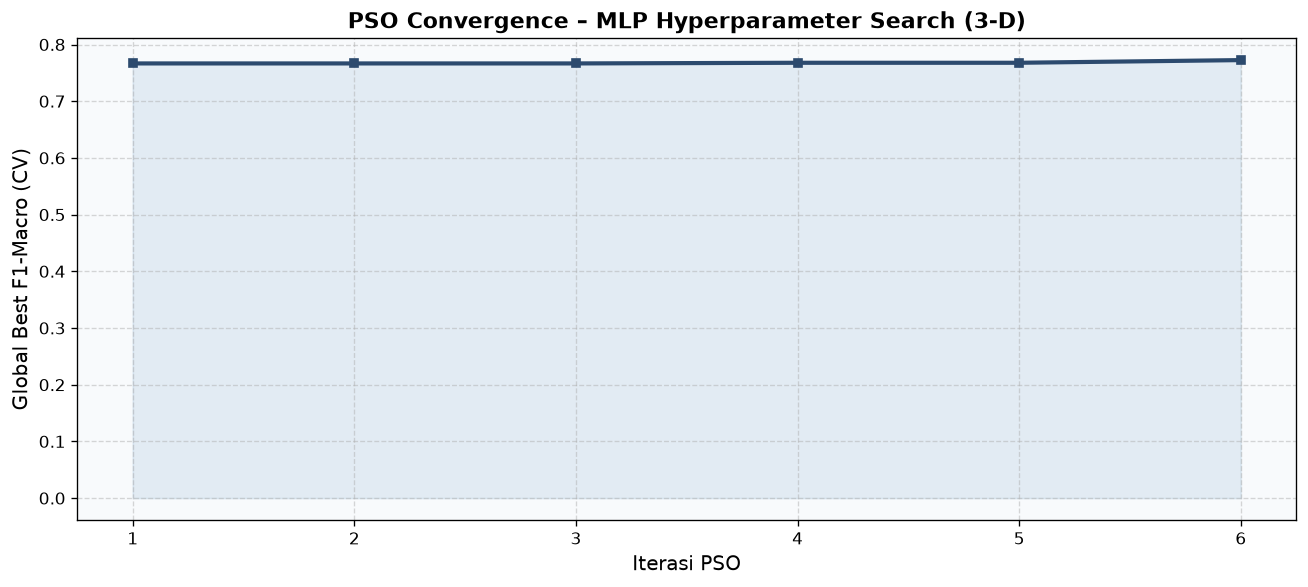 PSO Convergence – MLP Hyperparameter Search (3-D)
Global Best F1-Macro (CV)
0.8
0.7
0.6
0.5
0.4
0.3
0.2
0.1
0.0
1 2 3 4 5 6
Iterasi PSO